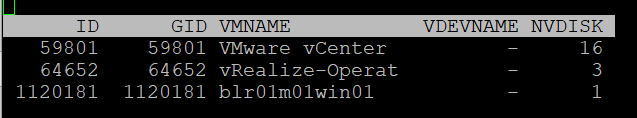 ID GID VMNAME VDEVNAME NVDISK
59801 59801 VMware vCenter - 16
64652 64652 vRealize-Operat - 3
1120181 1120181 blr01m01win01 - 1